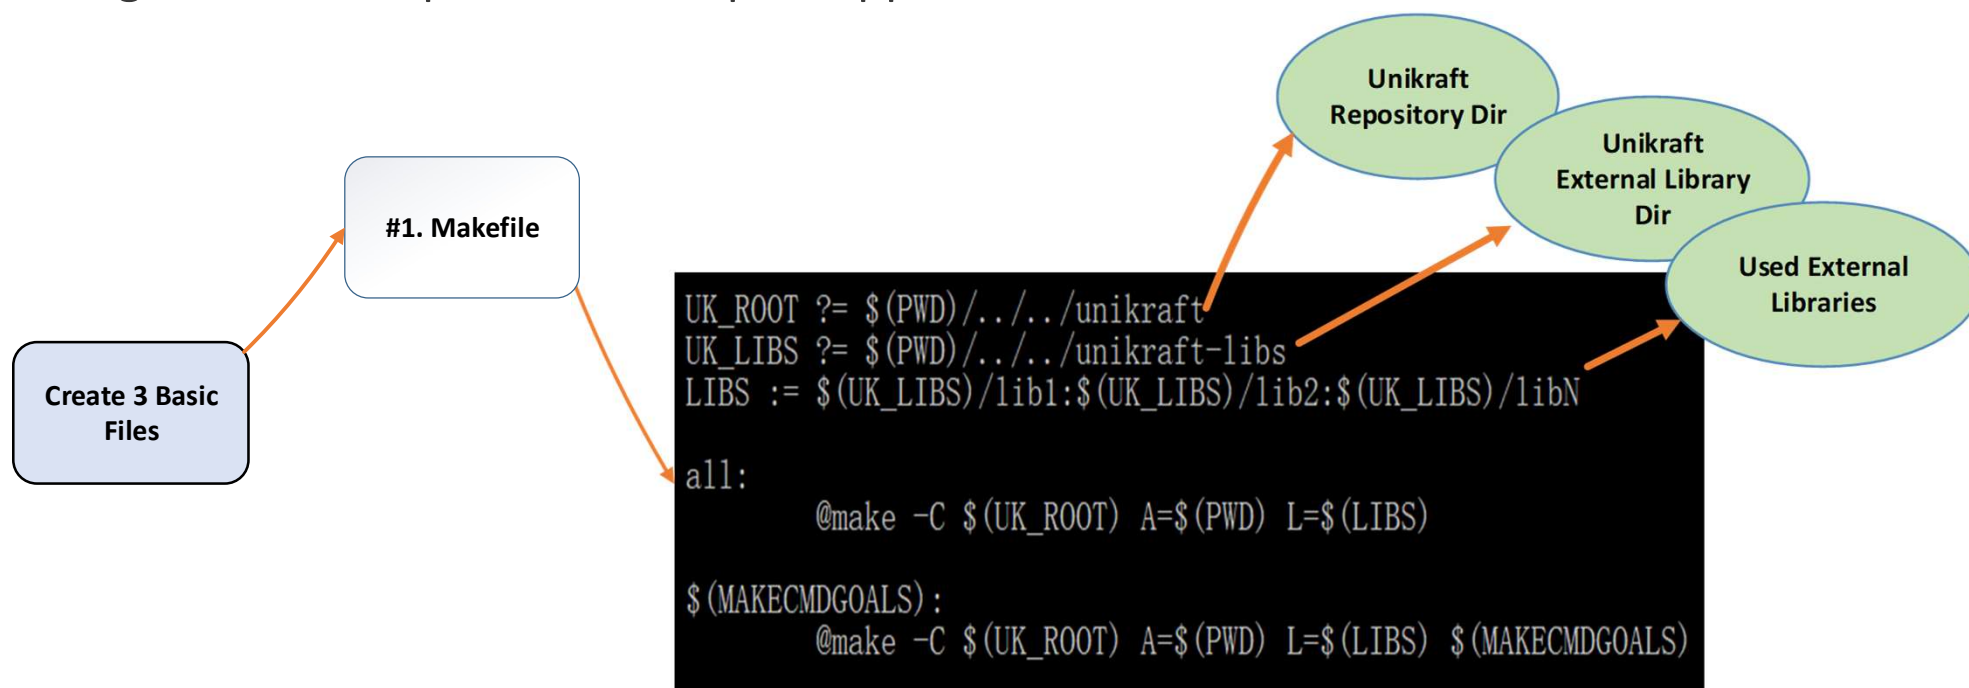 Unikraft
Repository Dir
Unikraft
External Library
Dir
Used External
Libraries
#1. Makefile
Create 3 Basic
Files
UK_ROOT ?= $(PWD)/../../unikraft
UK_LIBS ?= $(PWD)/../../unikraft-libs
LIBS := $(UK_LIBS)/lib1:$(UK_LIBS)/lib2:$(UK_LIBS)/libN
all:
@make -C $(UK_ROOT) A=$(PWD) L=$(LIBS)
$(MAKECMDGOALS):
@make -C $(UK_ROOT) A=$(PWD) L=$(LIBS) $(MAKECMDGOALS)